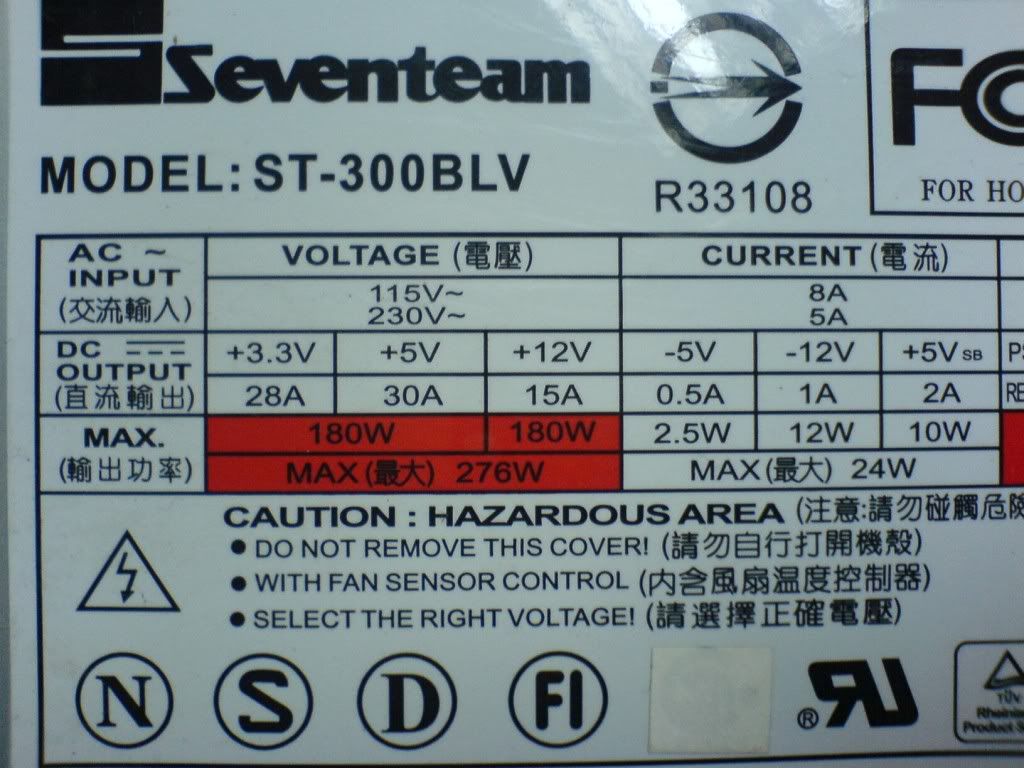 Seventeam
MODEL: ST-300BLV
R33108
FC
FOR HO
AC ~ INPUT (交流輸入) VOLTAGE (電壓) CURRENT (電流)
115V~ 8A
230V~ 5A
DC OUTPUT (直流輸出) +3.3V +5V +12V -5V -12V +5VSB
28A 30A 15A 0.5A 1A 2A
MAX. (輸出功率) 180W 180W 2.5W 12W 10W
MAX (最大) 276W MAX (最大) 24W
CAUTION : HAZARDOUS AREA (注意:請勿碰觸危險
● DO NOT REMOVE THIS COVER! (請勿自行打開機殼)
● WITH FAN SENSOR CONTROL (內含風扇温度控制器)
● SELECT THE RIGHT VOLTAGE! (請選擇正確電壓)
N S D FI ® UR
TÜV
Product S